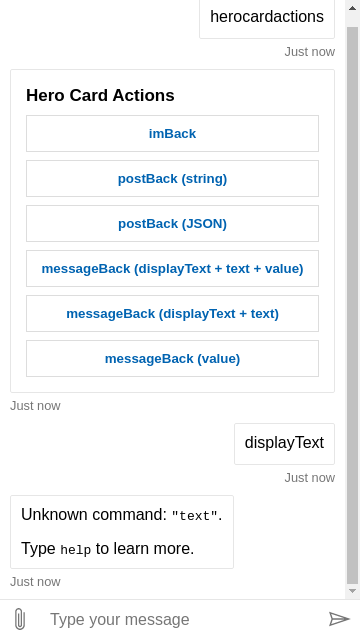 herocardactions
Just now
Hero Card Actions
imBack
postBack (string)
postBack (JSON)
messageBack (displayText + text + value)
messageBack (displayText + text)
messageBack (value)
Just now
displayText
Just now
Unknown command: "text".
Type help to learn more.
Just now
Type your message